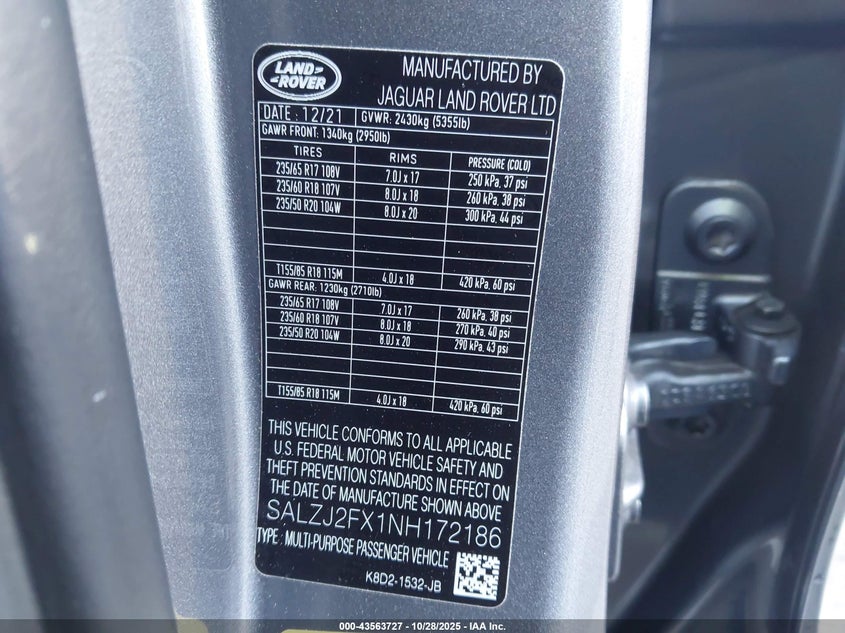 LAND ROVER
MANUFACTURED BY
JAGUAR LAND ROVER LTD
DATE : 12/21 GVWR: 2430kg (5355lb)
GAWR FRONT: 1340kg (2950lb)
TIRES RIMS PRESSURE (COLD)
235/65 R17 108V 7.0J x 17 250 kPa, 37 psi
235/60 R18 107V 8.0J x 18 260 kPa, 38 psi
235/50 R20 104W 8.0J x 20 300 kPa, 44 psi
T155/85 R18 115M 4.0J x 18 420 kPa, 60 psi
GAWR REAR: 1230kg (2710lb)
235/65 R17 108V 7.0J x 17 260 kPa, 38 psi
235/60 R18 107V 8.0J x 18 270 kPa, 40 psi
235/50 R20 104W 8.0J x 20 290 kPa, 43 psi
T155/85 R18 115M 4.0J x 18 420 kPa, 60 psi
THIS VEHICLE CONFORMS TO ALL APPLICABLE
U.S. FEDERAL MOTOR VEHICLE SAFETY AND
THEFT PREVENTION STANDARDS IN EFFECT ON
THE DATE OF MANUFACTURE SHOWN ABOVE
SALZJ2FX1NH172186
TYPE : MULTI-PURPOSE PASSENGER VEHICLE
K8D2-1532-JB
000-43563727 - 10/28/2025 - IAA Inc.